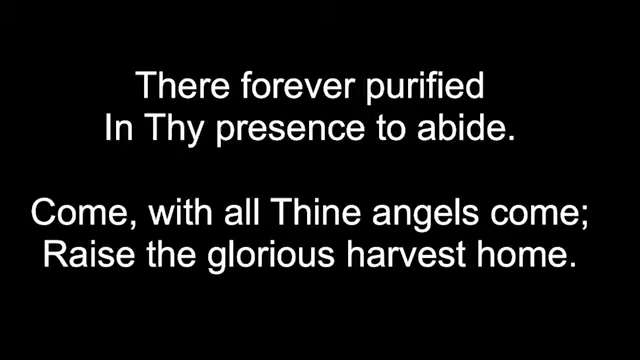 There forever purified
In Thy presence to abide.
Come, with all Thine angels come;
Raise the glorious harvest home.